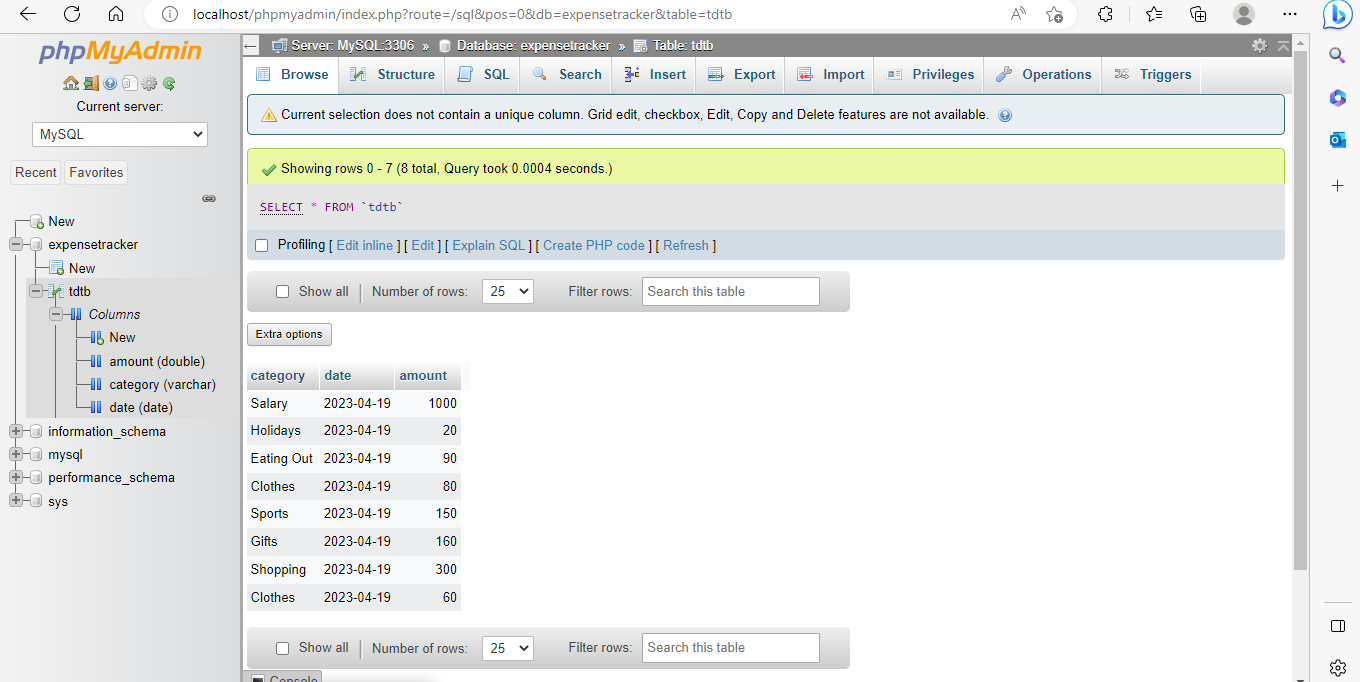 localhost/phpmyadmin/index.php?route=/sql&pos=0&db=expensetracker&table=tdtb
phpMyAdmin
Current server:
MySQL
Recent Favorites
New
expensetracker
New
tdtb
Columns
New
amount (double)
category (varchar)
date (date)
information_schema
mysql
performance_schema
sys
Server: MySQL:3306 » Database: expensetracker » Table: tdtb
Browse Structure SQL Search Insert Export Import Privileges Operations Triggers
Current selection does not contain a unique column. Grid edit, checkbox, Edit, Copy and Delete features are not available.
Showing rows 0 - 7 (8 total, Query took 0.0004 seconds.)
SELECT * FROM `tdtb`
Profiling [ Edit inline ] [ Edit ] [ Explain SQL ] [ Create PHP code ] [ Refresh ]
Show all Number of rows: 25 Filter rows: Search this table
Extra options
category date amount
Salary 2023-04-19 1000
Holidays 2023-04-19 20
Eating Out 2023-04-19 90
Clothes 2023-04-19 80
Sports 2023-04-19 150
Gifts 2023-04-19 160
Shopping 2023-04-19 300
Clothes 2023-04-19 60
Show all Number of rows: 25 Filter rows: Search this table
Console